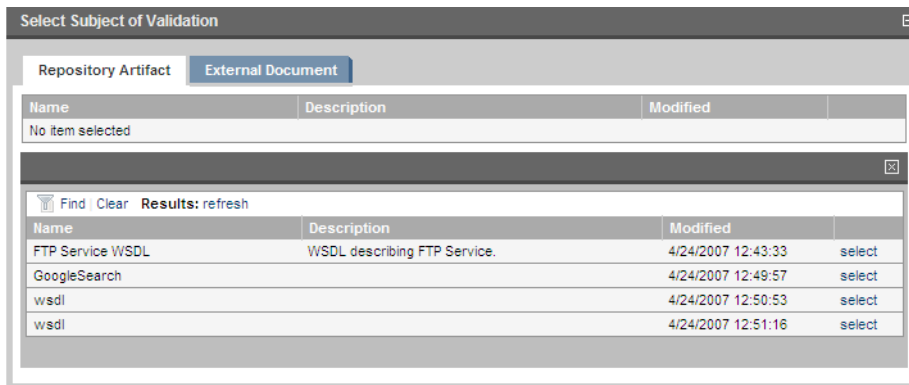 Select Subject of Validation
Repository Artifact External Document
Name Description Modified
No item selected
Find | Clear Results: refresh
Name Description Modified
FTP Service WSDL WSDL describing FTP Service. 4/24/2007 12:43:33 select
GoogleSearch 4/24/2007 12:49:57 select
wsdl 4/24/2007 12:50:53 select
wsdl 4/24/2007 12:51:16 select